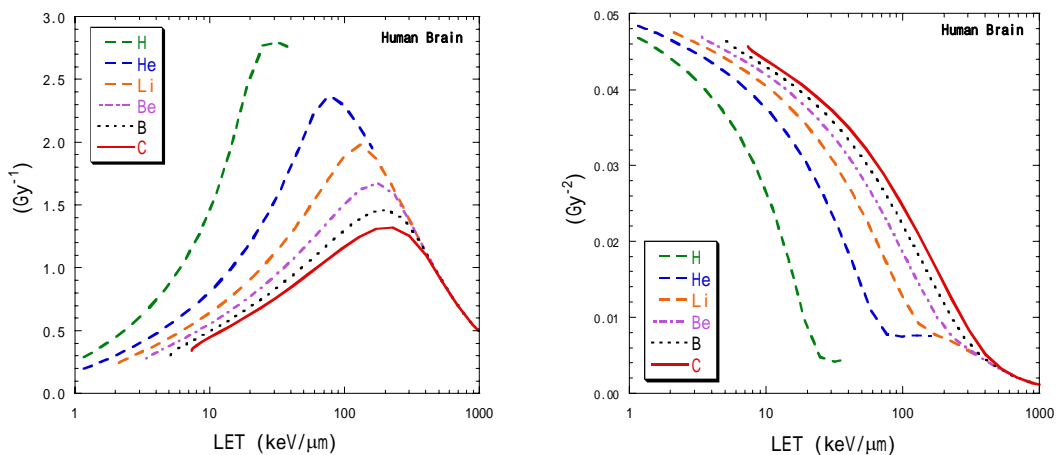 3.0
2.5
2.0
1.5
1.0
0.5
0.0
(Gy-1)
H
He
Li
Be
B
C
Human Brain
1 10 100 1000
LET (keV/μm)
0.05
0.04
0.03
0.02
0.01
0.00
(Gy-2)
Human Brain
H
He
Li
Be
B
C
1 10 100 1000
LET (keV/μm)